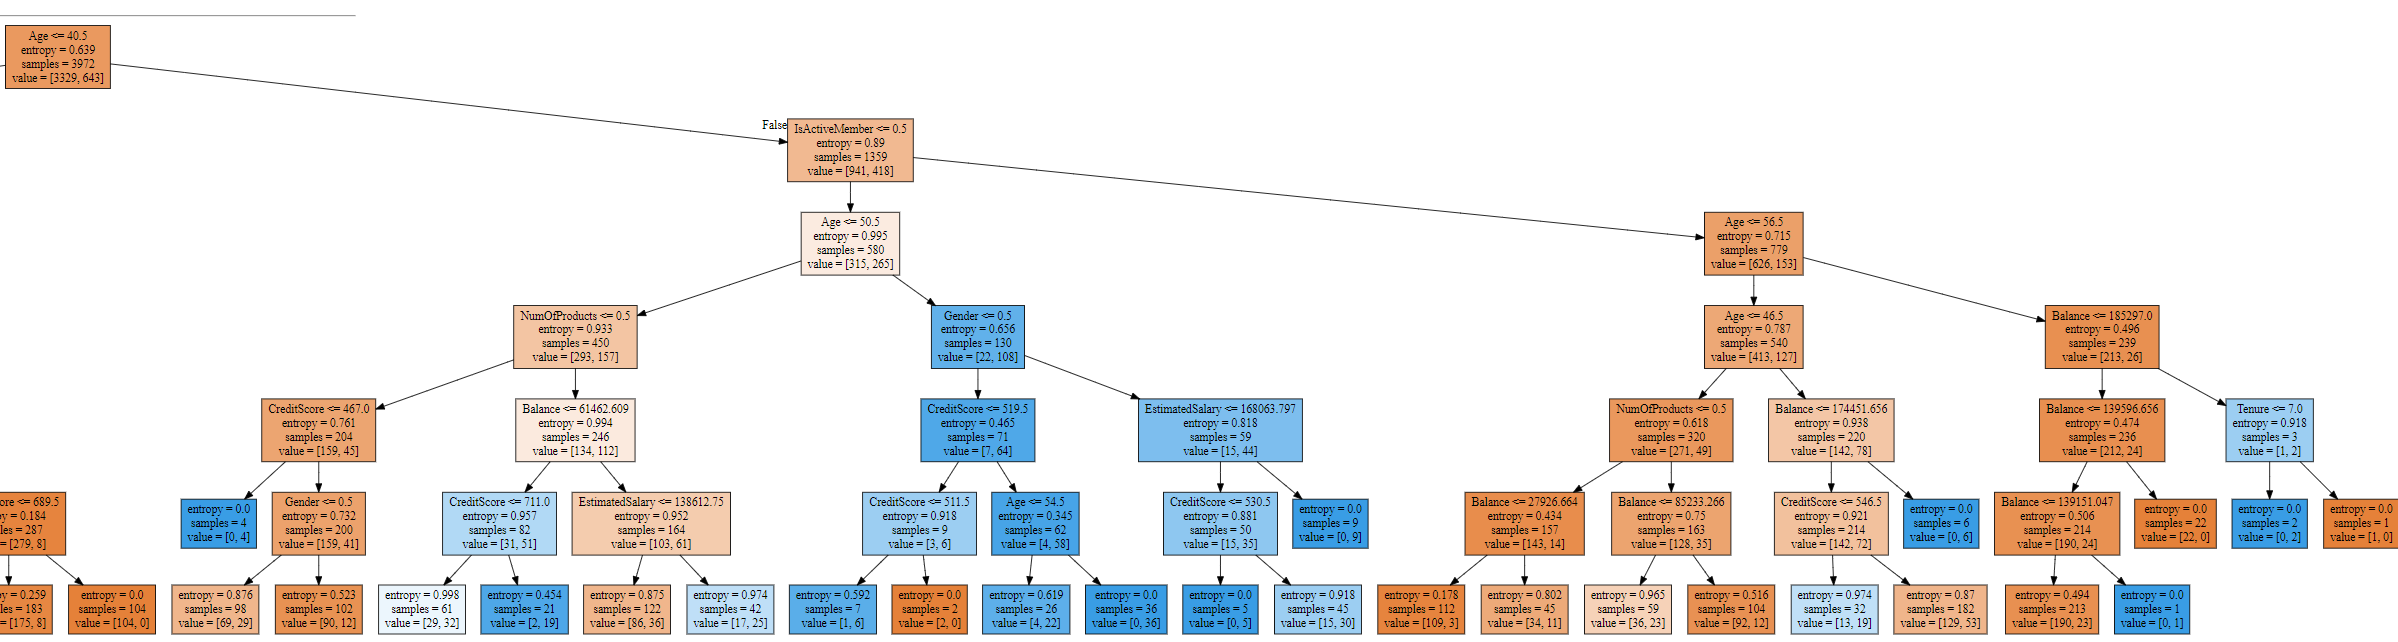 Age <= 40.5
entropy = 0.639
samples = 3972
value = [3329, 643]
False
IsActiveMember <= 0.5
entropy = 0.89
samples = 1359
value = [941, 418]
Age <= 50.5
entropy = 0.995
samples = 580
value = [315, 265]
Age <= 56.5
entropy = 0.715
samples = 779
value = [626, 153]
NumOfProducts <= 0.5
entropy = 0.933
samples = 450
value = [293, 157]
Gender <= 0.5
entropy = 0.656
samples = 130
value = [22, 108]
Age <= 46.5
entropy = 0.787
samples = 540
value = [413, 127]
Balance <= 185297.0
entropy = 0.496
samples = 239
value = [213, 26]
CreditScore <= 467.0
entropy = 0.761
samples = 204
value = [159, 45]
Balance <= 61462.609
entropy = 0.994
samples = 246
value = [134, 112]
CreditScore <= 519.5
entropy = 0.465
samples = 71
value = [7, 64]
EstimatedSalary <= 168063.797
entropy = 0.818
samples = 59
value = [15, 44]
NumOfProducts <= 0.5
entropy = 0.618
samples = 320
value = [271, 49]
Balance <= 174451.656
entropy = 0.938
samples = 220
value = [142, 78]
Balance <= 139596.656
entropy = 0.474
samples = 236
value = [212, 24]
Tenure <= 7.0
entropy = 0.918
samples = 3
value = [1, 2]
ore <= 689.5
y = 0.184
les = 287
= [279, 8]
entropy = 0.0
samples = 4
value = [0, 4]
Gender <= 0.5
entropy = 0.732
samples = 200
value = [159, 41]
CreditScore <= 711.0
entropy = 0.957
samples = 82
value = [31, 51]
EstimatedSalary <= 138612.75
entropy = 0.952
samples = 164
value = [103, 61]
CreditScore <= 511.5
entropy = 0.918
samples = 9
value = [3, 6]
Age <= 54.5
entropy = 0.345
samples = 62
value = [4, 58]
CreditScore <= 530.5
entropy = 0.881
samples = 50
value = [15, 35]
entropy = 0.0
samples = 9
value = [0, 9]
Balance <= 27926.664
entropy = 0.434
samples = 157
value = [143, 14]
Balance <= 85233.266
entropy = 0.75
samples = 163
value = [128, 35]
CreditScore <= 546.5
entropy = 0.921
samples = 214
value = [142, 72]
entropy = 0.0
samples = 6
value = [0, 6]
Balance <= 139151.047
entropy = 0.506
samples = 214
value = [190, 24]
entropy = 0.0
samples = 22
value = [22, 0]
entropy = 0.0
samples = 2
value = [0, 2]
entropy = 0.0
samples = 1
value = [1, 0]
y = 0.259
les = 183
= [175, 8]
entropy = 0.0
samples = 104
value = [104, 0]
entropy = 0.876
samples = 98
value = [69, 29]
entropy = 0.523
samples = 102
value = [90, 12]
entropy = 0.998
samples = 61
value = [29, 32]
entropy = 0.454
samples = 21
value = [2, 19]
entropy = 0.875
samples = 122
value = [86, 36]
entropy = 0.974
samples = 42
value = [17, 25]
entropy = 0.592
samples = 7
value = [1, 6]
entropy = 0.0
samples = 2
value = [2, 0]
entropy = 0.619
samples = 26
value = [4, 22]
entropy = 0.0
samples = 36
value = [0, 36]
entropy = 0.0
samples = 5
value = [0, 5]
entropy = 0.918
samples = 45
value = [15, 30]
entropy = 0.178
samples = 112
value = [109, 3]
entropy = 0.802
samples = 45
value = [34, 11]
entropy = 0.965
samples = 59
value = [36, 23]
entropy = 0.516
samples = 104
value = [92, 12]
entropy = 0.974
samples = 32
value = [13, 19]
entropy = 0.87
samples = 182
value = [129, 53]
entropy = 0.494
samples = 213
value = [190, 23]
entropy = 0.0
samples = 1
value = [0, 1]